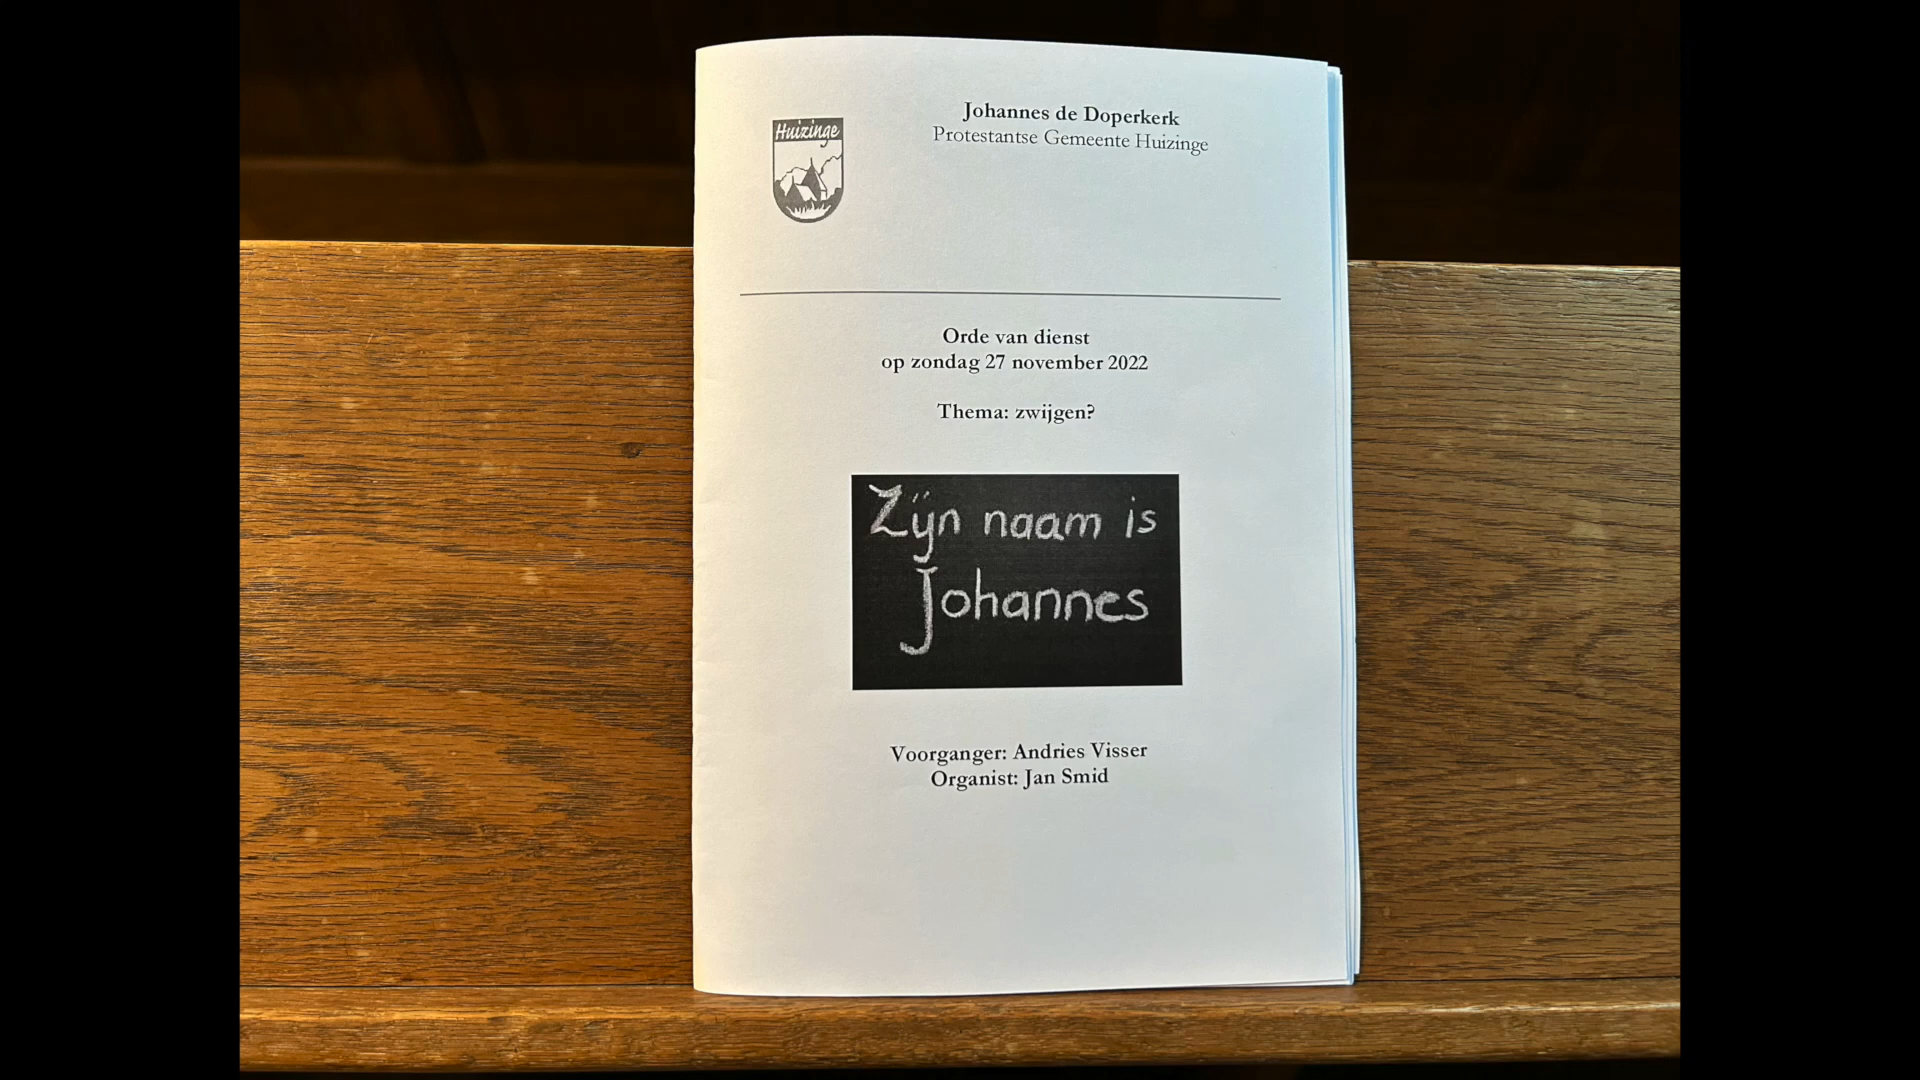 Huizinge
Johannes de Doperkerk
Protestantse Gemeente Huizinge
Orde van dienst
op zondag 27 november 2022
Thema: zwijgen?
Zijn naam is
Johannes
Voorganger: Andries Visser
Organist: Jan Smid